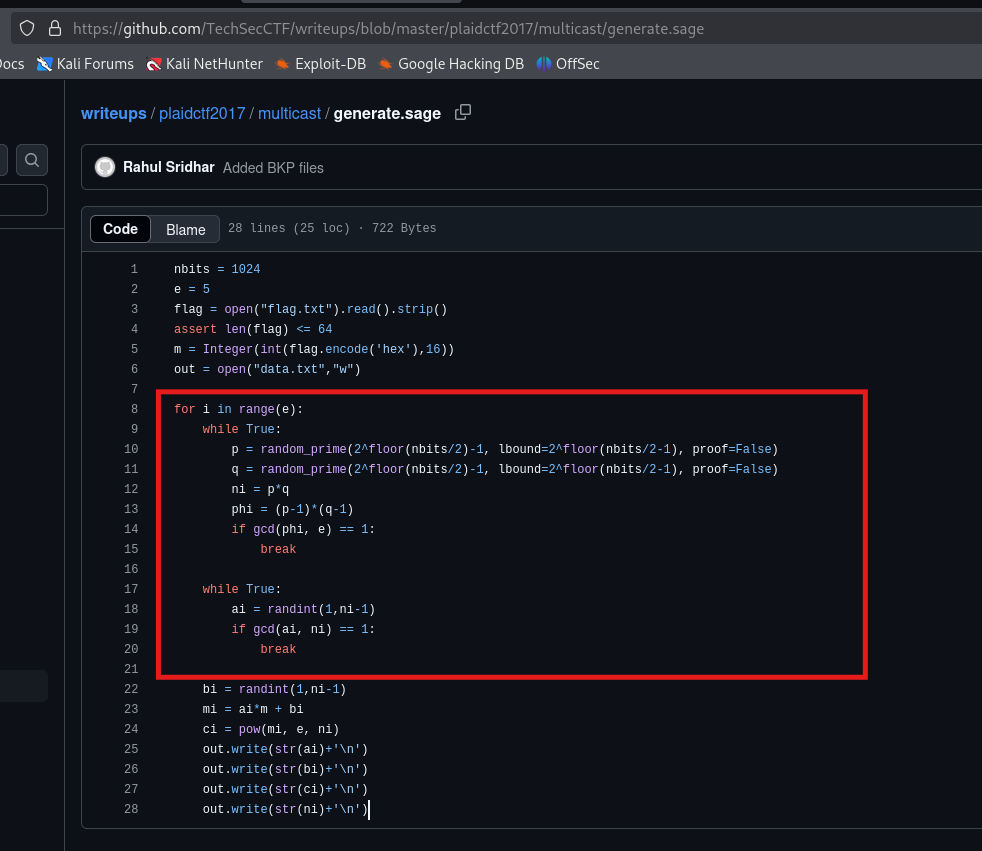 https://github.com/TechSecCTF/writeups/blob/master/plaidctf2017/multicast/generate.sage
Docs Kali Forums Kali NetHunter Exploit-DB Google Hacking DB OffSec
writeups / plaidctf2017 / multicast / generate.sage
Rahul Sridhar Added BKP files
Code Blame 28 lines (25 loc) · 722 Bytes
1 nbits = 1024
2 e = 5
3 flag = open("flag.txt").read().strip()
4 assert len(flag) <= 64
5 m = Integer(int(flag.encode('hex'),16))
6 out = open("data.txt","w")
7
8 for i in range(e):
9     while True:
10         p = random_prime(2^floor(nbits/2)-1, lbound=2^floor(nbits/2-1), proof=False)
11         q = random_prime(2^floor(nbits/2)-1, lbound=2^floor(nbits/2-1), proof=False)
12         ni = p*q
13         phi = (p-1)*(q-1)
14         if gcd(phi, e) == 1:
15             break
16
17     while True:
18         ai = randint(1,ni-1)
19         if gcd(ai, ni) == 1:
20             break
21
22     bi = randint(1,ni-1)
23     mi = ai*m + bi
24     ci = pow(mi, e, ni)
25     out.write(str(ai)+'\n')
26     out.write(str(bi)+'\n')
27     out.write(str(ci)+'\n')
28     out.write(str(ni)+'\n')